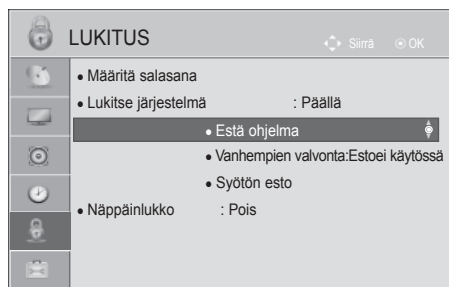 LUKITUS
Siirrä
OK
• Määritä salasana
• Lukitse järjestelmä : Päällä
• Estä ohjelma
• Vanhempien valvonta:Estoei käytössä
• Syötön esto
• Näppäinlukko : Pois